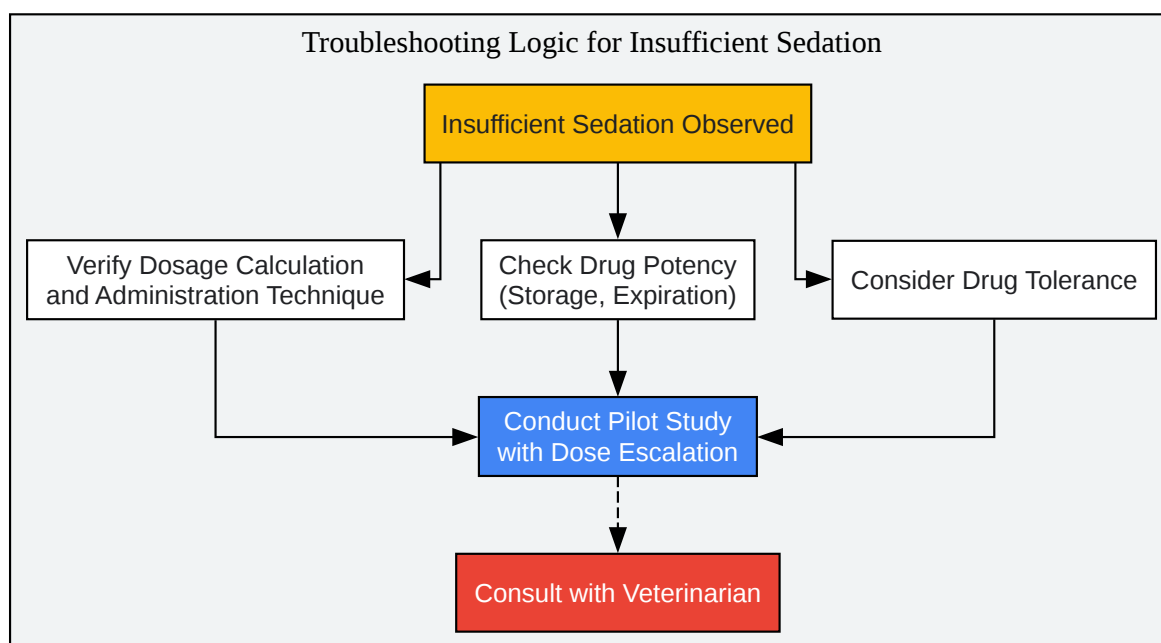 Troubleshooting Logic for Insufficient Sedation
Insufficient Sedation Observed
Verify Dosage Calculation
and Administration Technique
Check Drug Potency
(Storage, Expiration)
Consider Drug Tolerance
Conduct Pilot Study
with Dose Escalation
Consult with Veterinarian